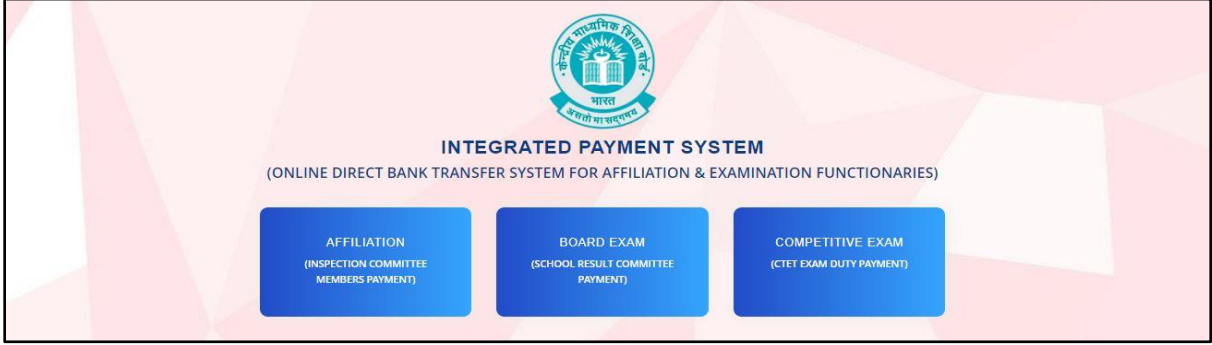 केन्द्रीय माध्यमिक शिक्षा बोर्ड
भारत
असतो मा सद्गमय
INTEGRATED PAYMENT SYSTEM
(ONLINE DIRECT BANK TRANSFER SYSTEM FOR AFFILIATION & EXAMINATION FUNCTIONARIES)
AFFILIATION
(INSPECTION COMMITTEE
MEMBERS PAYMENT)
BOARD EXAM
(SCHOOL RESULT COMMITTEE
PAYMENT)
COMPETITIVE EXAM
(CTET EXAM DUTY PAYMENT)